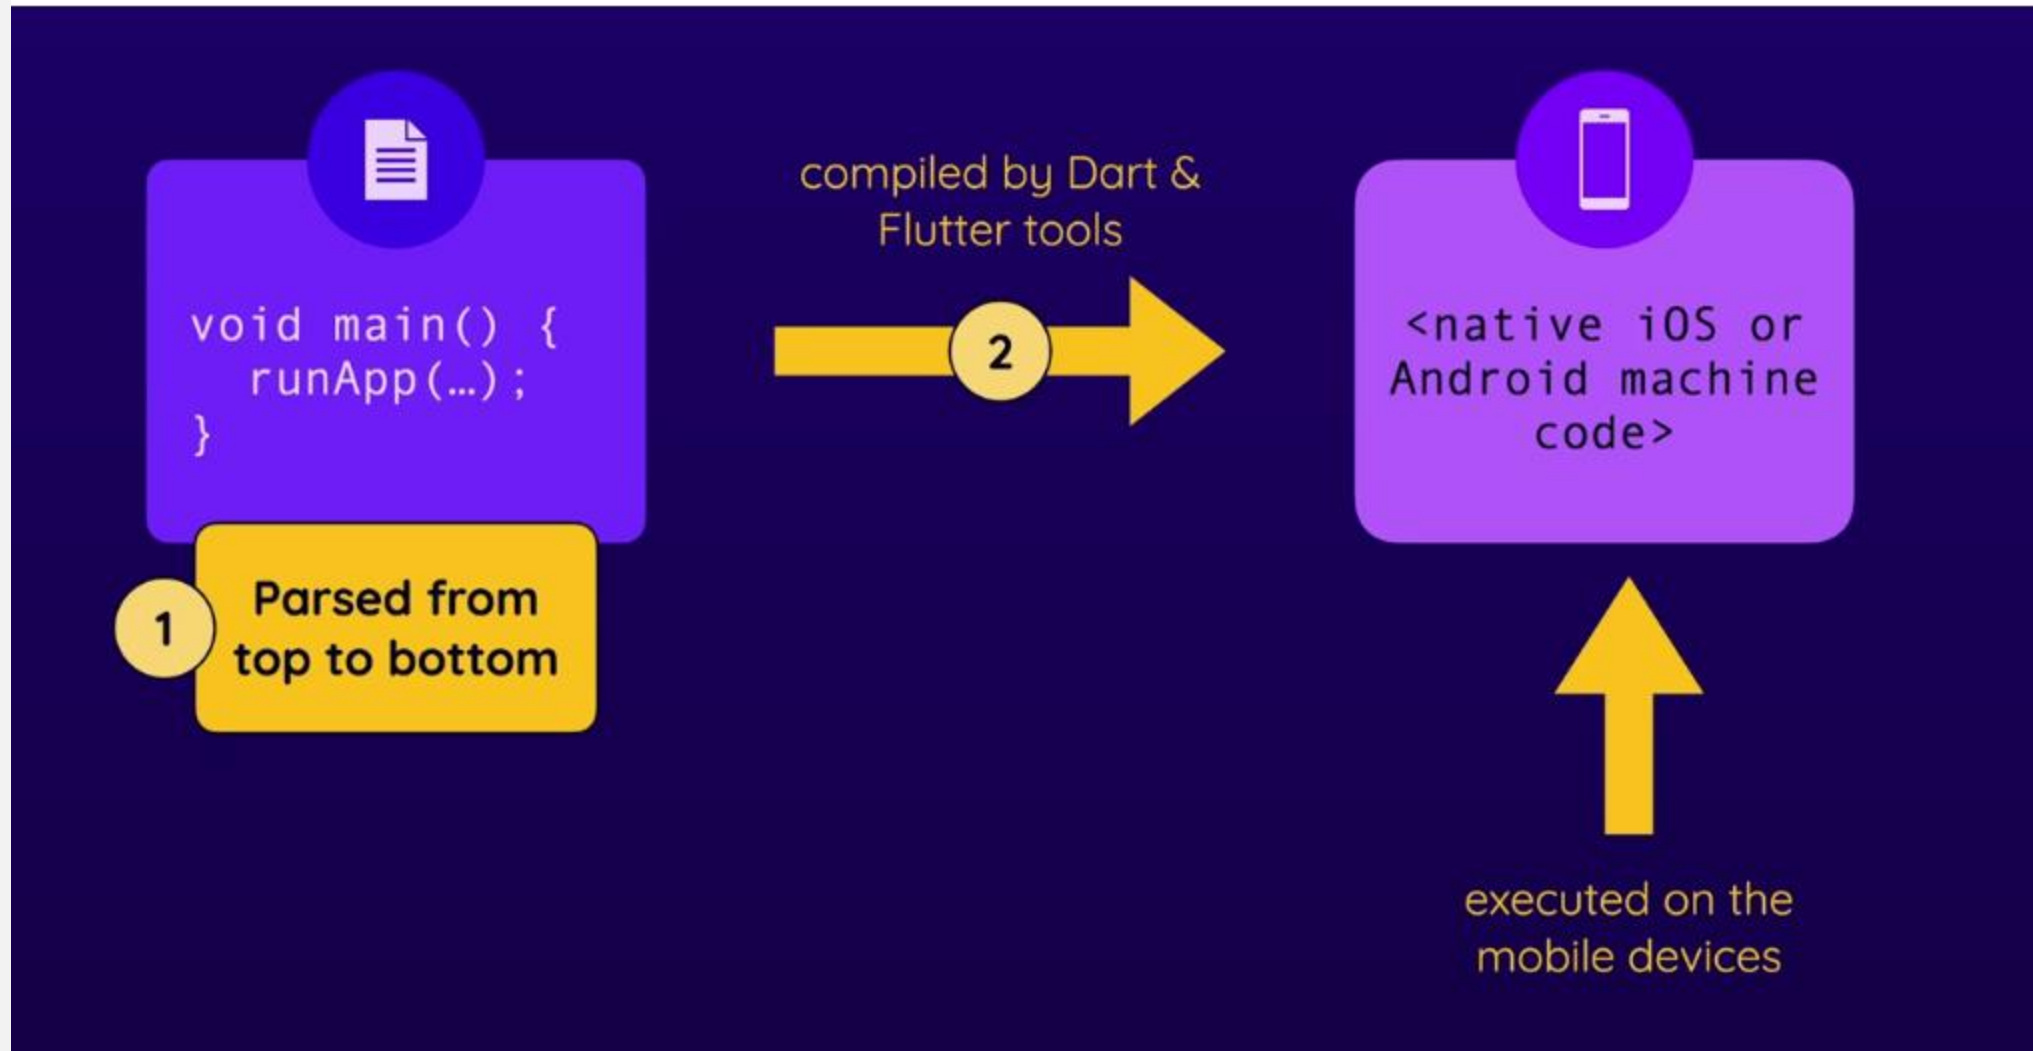 void main() {
runApp(…);
}
1
Parsed from
top to bottom
compiled by Dart &
Flutter tools
2
<native iOS or
Android machine
code>
executed on the
mobile devices